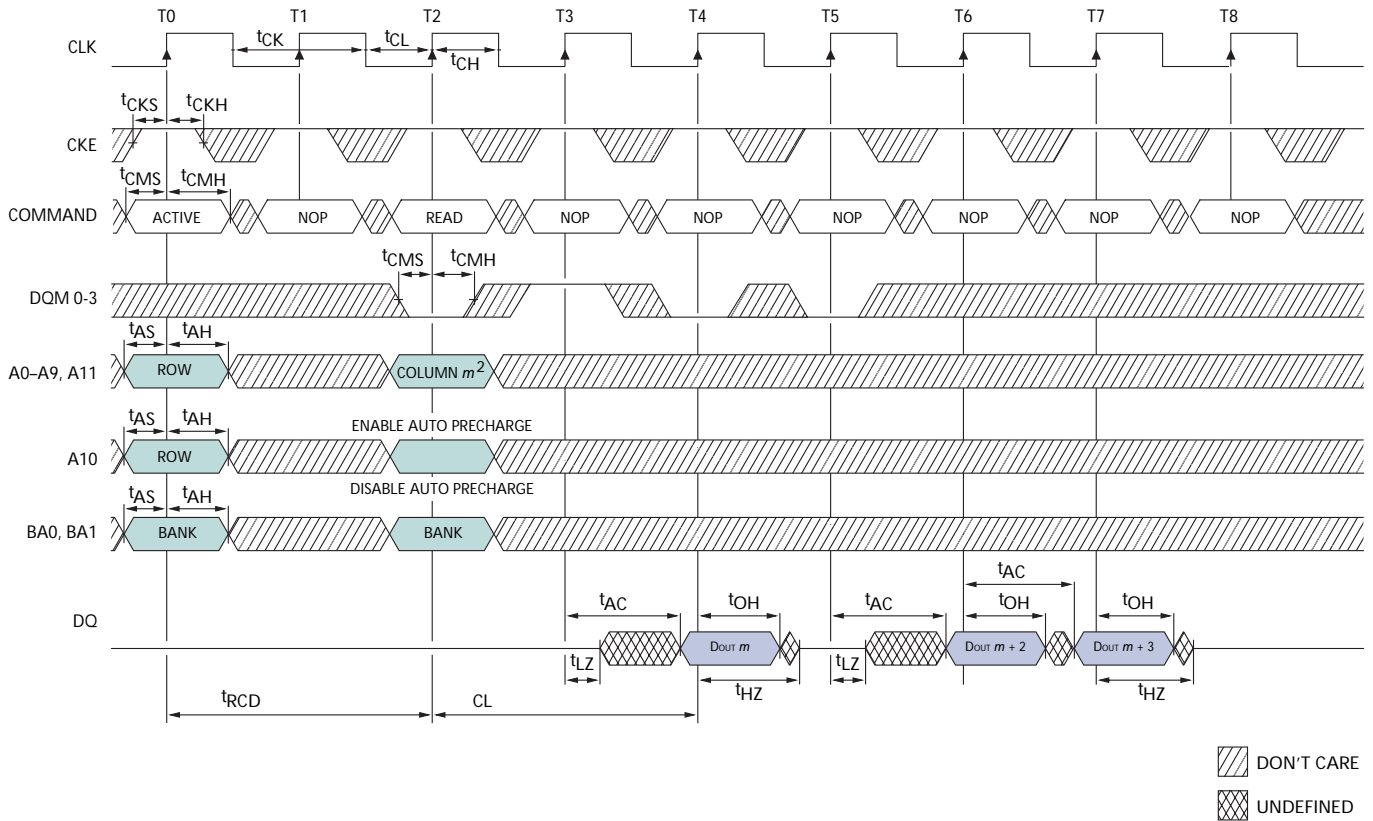 T0 T1 T2 T3 T4 T5 T6 T7 T8
CLK
tCK tCL
tCH
tCKS tCKH
CKE
tCMS tCMH
COMMAND ACTIVE NOP READ NOP NOP NOP NOP NOP NOP
tCMS tCMH
DQM 0-3
tAS tAH
A0–A9, A11 ROW COLUMN m2
tAS tAH ENABLE AUTO PRECHARGE
A10 ROW
DISABLE AUTO PRECHARGE
tAS tAH
BA0, BA1 BANK BANK
tAC
tAC tOH tAC tOH tOH
DQ
DOUT m DOUT m + 2 DOUT m + 3
tLZ tLZ
tHZ tHZ
tRCD CL
DON'T CARE
UNDEFINED